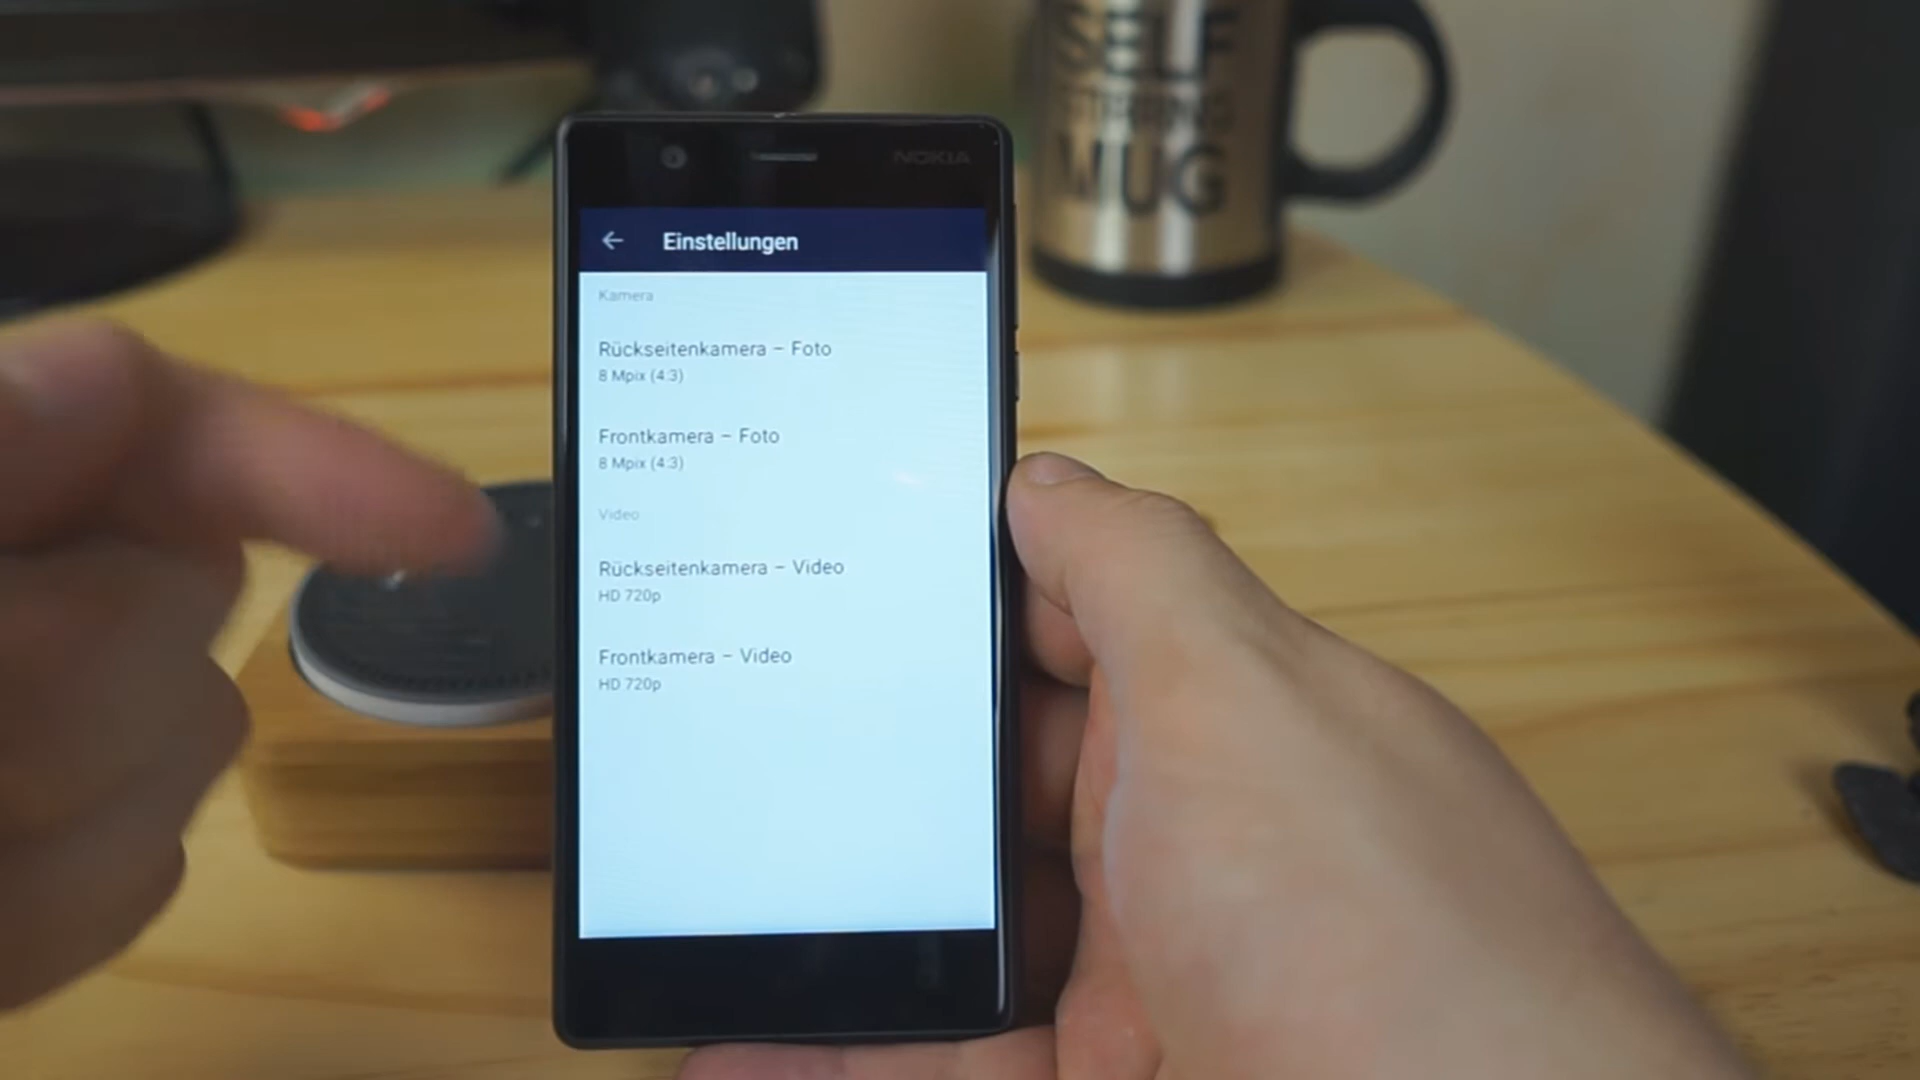 SELF
STIRRING
MUG
NOKIA
Einstellungen
Kamera
Rückseitenkamera – Foto
8 Mpix (4:3)
Frontkamera – Foto
8 Mpix (4:3)
Video
Rückseitenkamera – Video
HD 720p
Frontkamera – Video
HD 720p